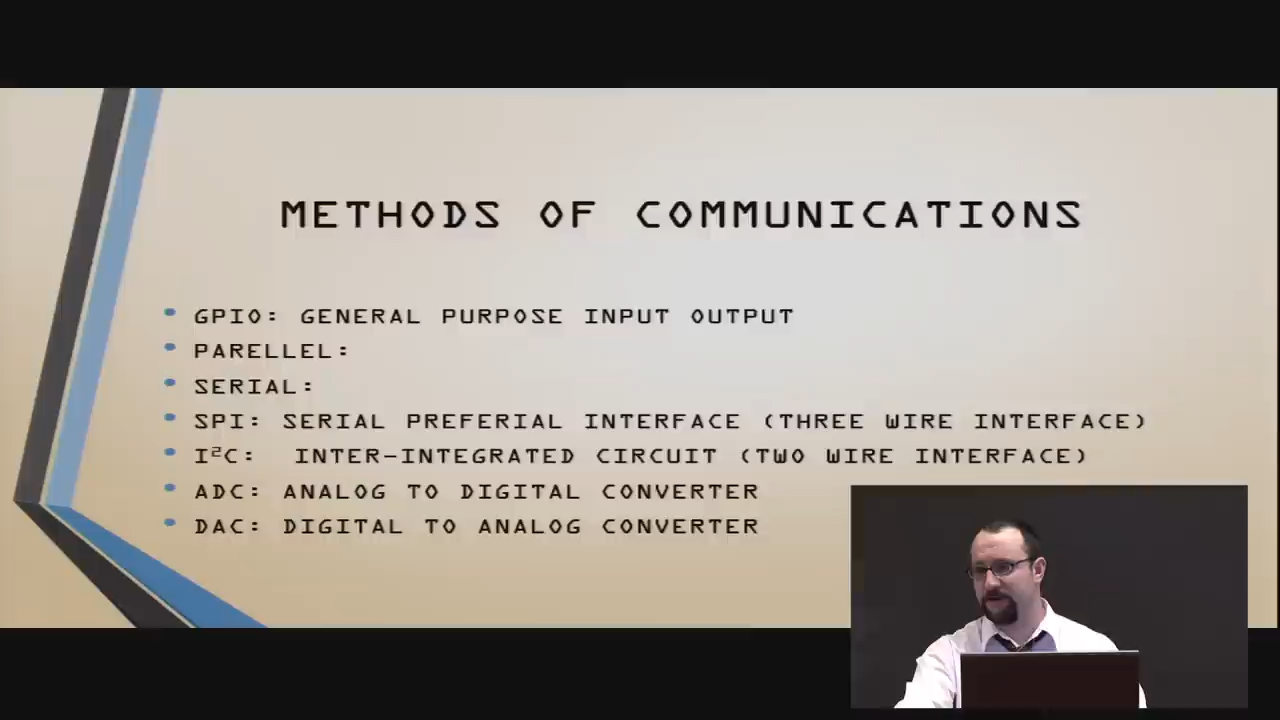 METHODS OF COMMUNICATIONS
• GPIO: GENERAL PURPOSE INPUT OUTPUT
• PARELLEL:
• SERIAL:
• SPI: SERIAL PREFERIAL INTERFACE (THREE WIRE INTERFACE)
• I²C: INTER-INTEGRATED CIRCUIT (TWO WIRE INTERFACE)
• ADC: ANALOG TO DIGITAL CONVERTER
• DAC: DIGITAL TO ANALOG CONVERTER